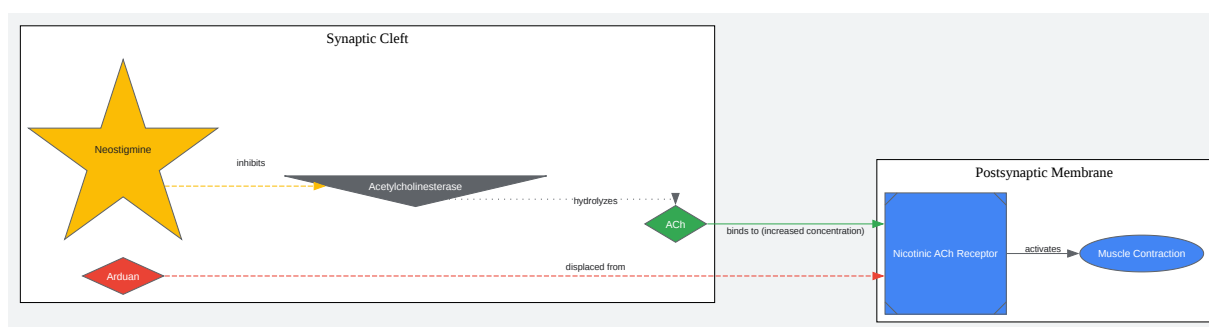 Synaptic Cleft
Neostigmine
inhibits
Acetylcholinesterase
hydrolyzes
ACh
binds to (increased concentration)
Arduan
displaced from
Postsynaptic Membrane
Nicotinic ACh Receptor
activates
Muscle Contraction